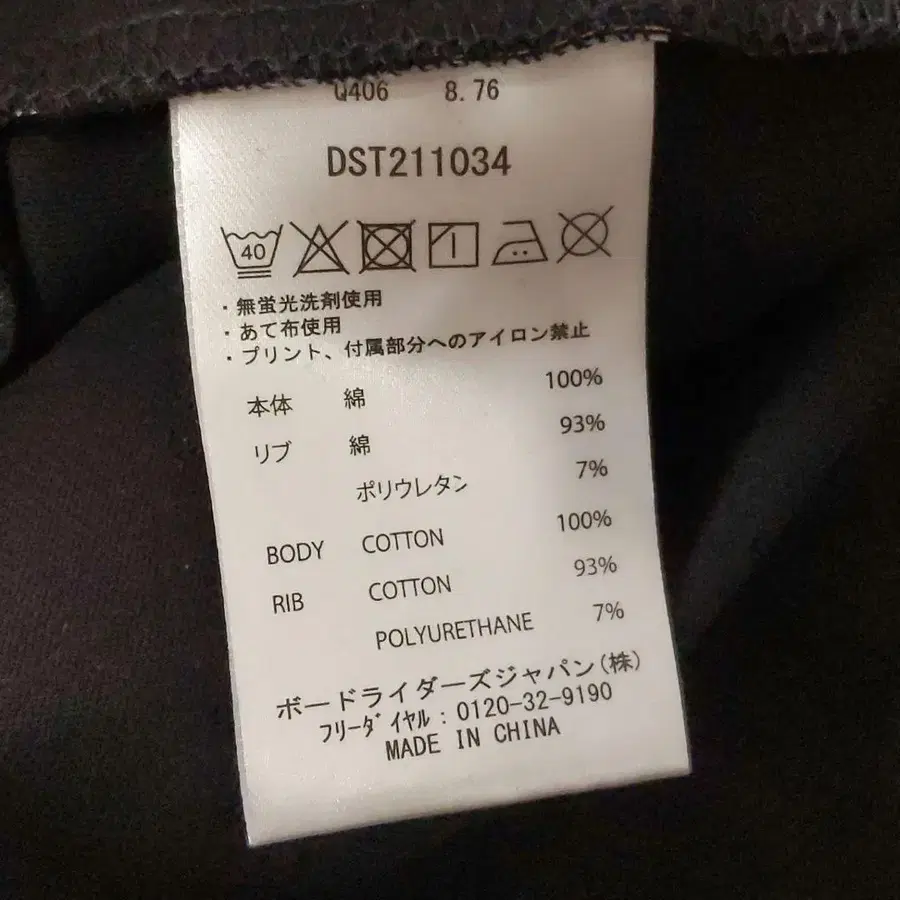 Q406 8.76
DST211034
40
・無蛍光洗剤使用
・あて布使用
・プリント、付属部分へのアイロン禁止
本体 綿 100%
リブ 綿 93%
ポリウレタン 7%
BODY COTTON 100%
RIB COTTON 93%
POLYURETHANE 7%
ボードライダーズジャパン(株)
フリーダイヤル : 0120-32-9190
MADE IN CHINA